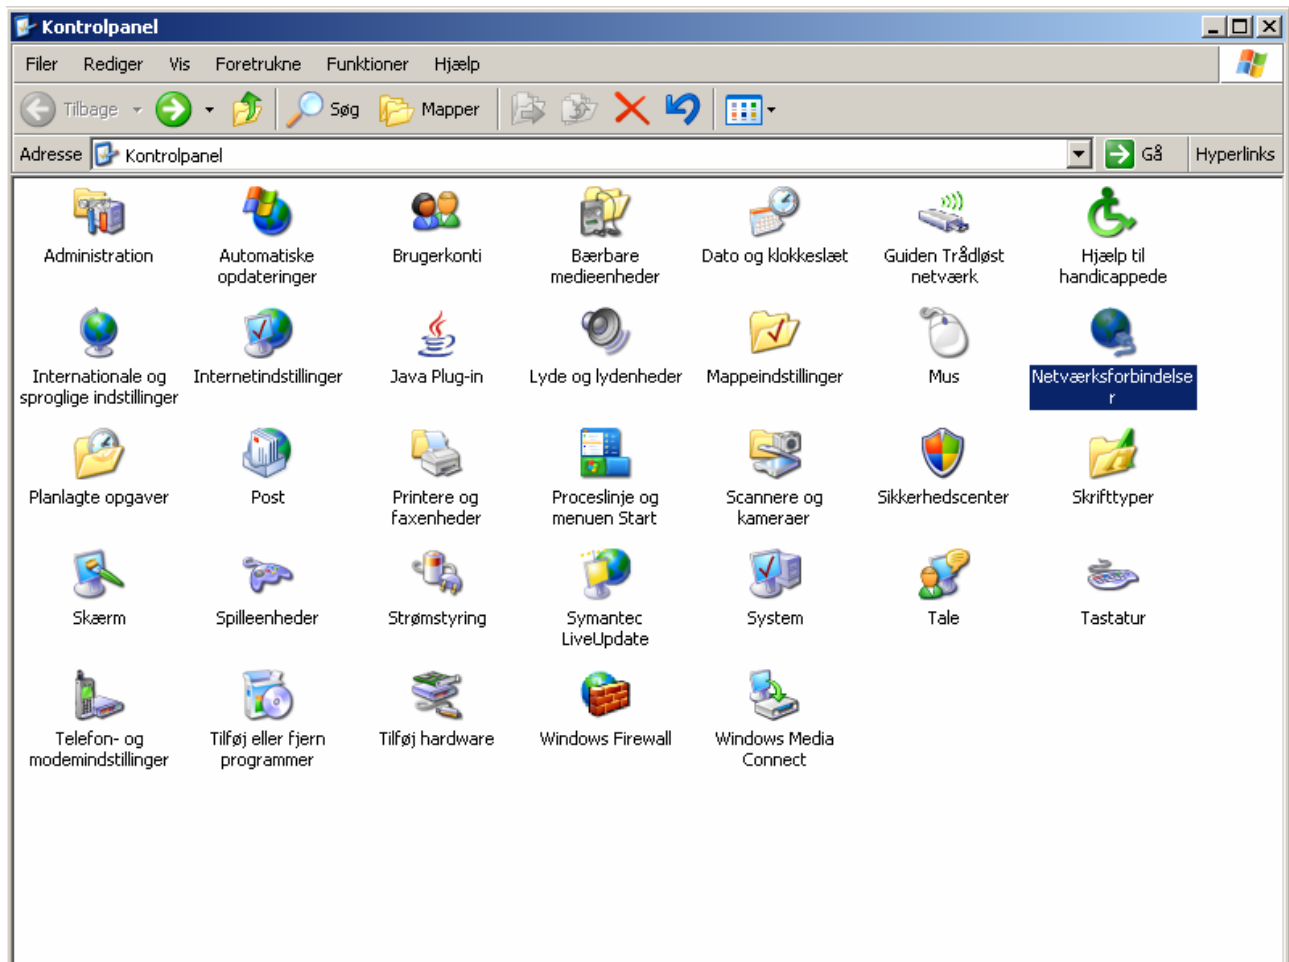 Kontrolpanel
Filer Rediger Vis Foretrukne Funktioner Hjælp
Tilbage Søg Mapper
Adresse Kontrolpanel Gå Hyperlinks
Administration
Automatiske
opdateringer
Brugerkonti
Bærbare
medieenheder
Dato og klokkeslæt
Guiden Trådløst
netværk
Hjælp til
handicappede
Internationale og
sproglige indstillinger
Internetindstillinger
Java Plug-in
Lyde og lydenheder
Mappeindstillinger
Mus
Netværksforbindelse
r
Planlagte opgaver
Post
Printere og
faxenheder
Proceslinje og
menuen Start
Scannere og
kameraer
Sikkerhedscenter
Skrifttyper
Skærm
Spilleenheder
Strømstyring
Symantec
LiveUpdate
System
Tale
Tastatur
Telefon- og
modemindstillinger
Tilføj eller fjern
programmer
Tilføj hardware
Windows Firewall
Windows Media
Connect